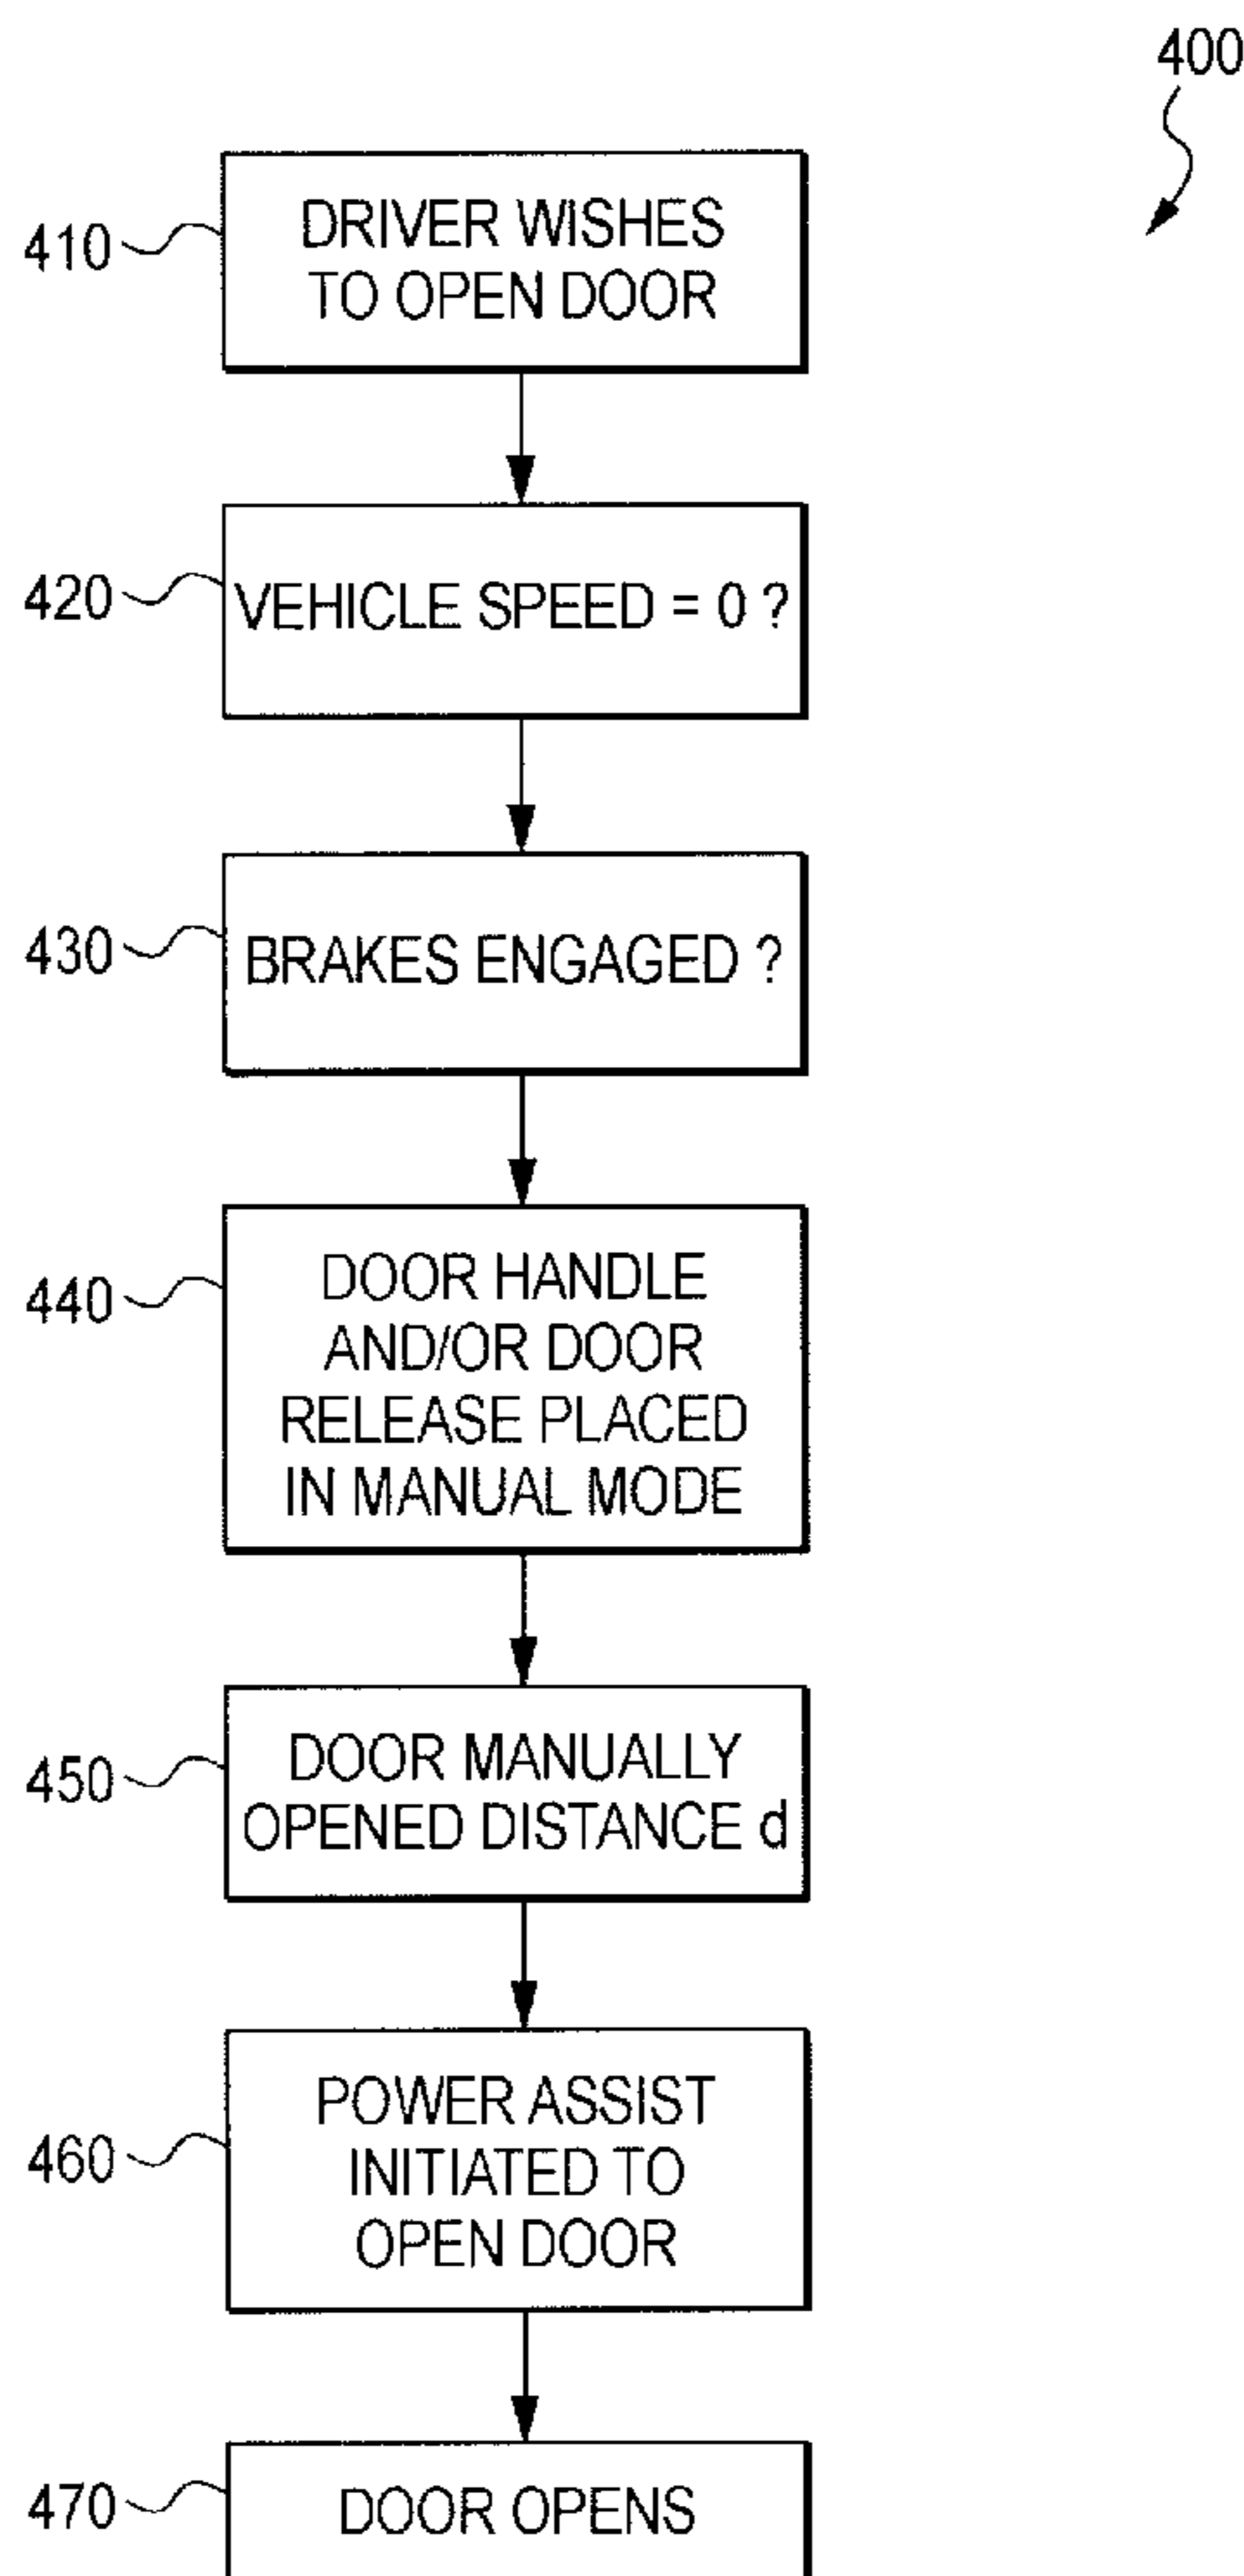 400
410
DRIVER WISHES
TO OPEN DOOR
420
VEHICLE SPEED = 0 ?
430
BRAKES ENGAGED ?
440
DOOR HANDLE
AND/OR DOOR
RELEASE PLACED
IN MANUAL MODE
450
DOOR MANUALLY
OPENED DISTANCE d
460
POWER ASSIST
INITIATED TO
OPEN DOOR
470
DOOR OPENS